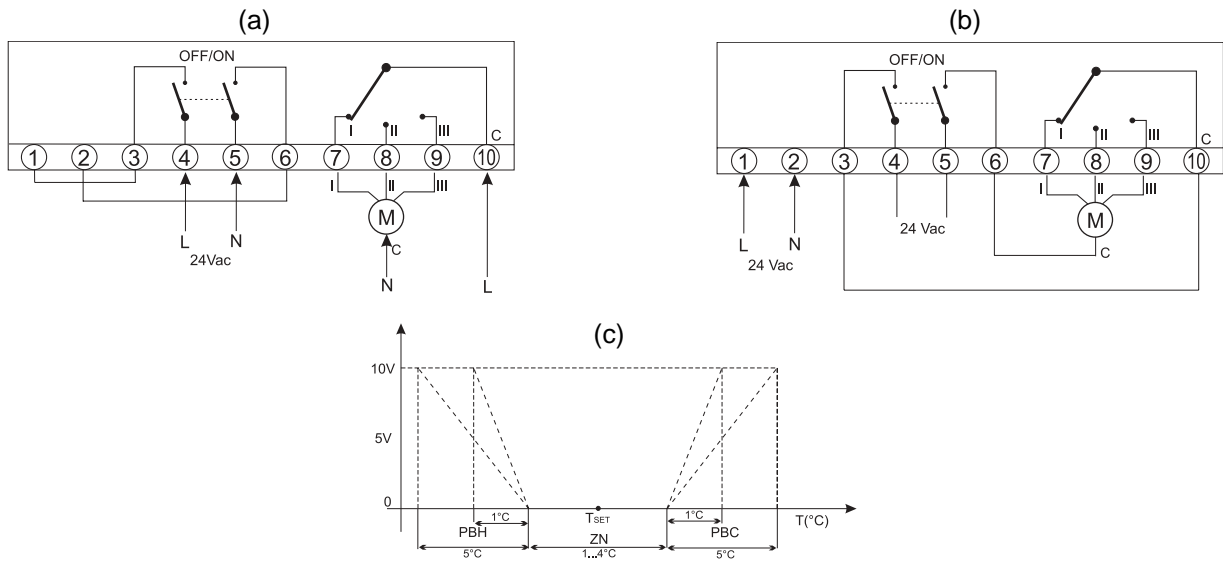 (a)
OFF/ON
I II III C
1 2 3 4 5 6 7 8 9 10
I II III
M
L N C
24Vac
N L
(b)
OFF/ON
I II III C
1 2 3 4 5 6 7 8 9 10
I II III
24 Vac M
L N C
24 Vac
(c)
10V
5V
0
1°C TSET 1°C T(°C)
PBH ZN PBC
5°C 1...4°C 5°C